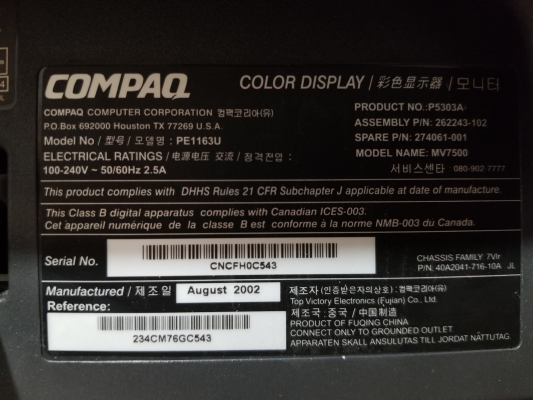 COMPAQ
COLOR DISPLAY / 彩色显示器 / 모니터
COMPAQ COMPUTER CORPORATION 컴팩코리아(유)
P.O.Box 692000 Houston TX 77269 U.S.A.
Model No / 모델명 : PE1163U
ELECTRICAL RATINGS / 电源电压 交流 / 정격전압 :
100-240V ~ 50/60Hz 2.5A
PRODUCT NO.:P5303A
ASSEMBLY P/N: 262243-102
SPARE P/N: 274061-001
MODEL NAME: MV7500
서비스센타 : 080-902-7777
This product complies with DHHS Rules 21 CFR Subchapter J applicable at date of manufacture.
This Class B digital apparatus complies with Canadian ICES-003.
Cet appareil numérique de la classe B est conforme à la norme NMB-003 du Canada.
Serial No.
CNCFH0C543
CHASSIS FAMILY 7Vlr
P/N: 40A2041-716-10A JL
Manufactured / 제조일 August 2002
Reference:
234CM76GC543
제조자 (인증받은자의상호) : 컴팩코리아(유)
Top Victory Electronics (Fujian) Co., Ltd.
제조국 : 중국 / 中国制造
PRODUCT OF FUQING CHINA
CONNECT ONLY TO GROUNDED OUTLET
APPARATEN SKALL ANSLUTAS TILL JORDAT NÄTTUTAG.